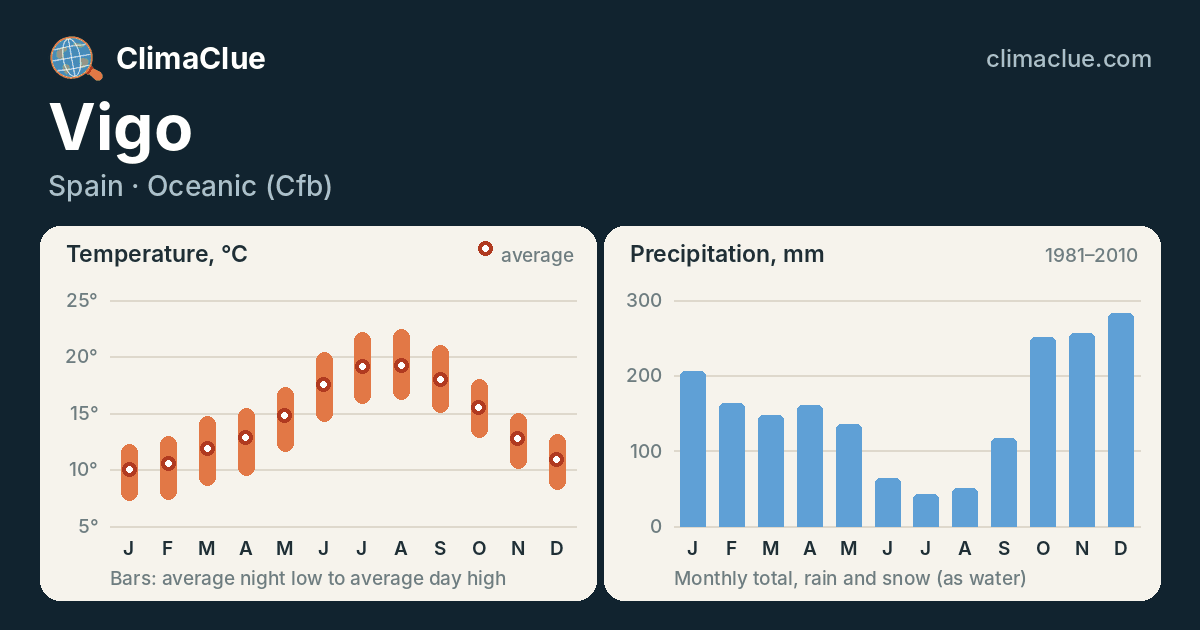 ClimaClue
climaclue.com
Vigo
Spain · Oceanic (Cfb)
Temperature, °C
average
25°
20°
15°
10°
5°
J F M A M J J A S O N D
Bars: average night low to average day high
Precipitation, mm
1981–2010
300
200
100
0
J F M A M J J A S O N D
Monthly total, rain and snow (as water)